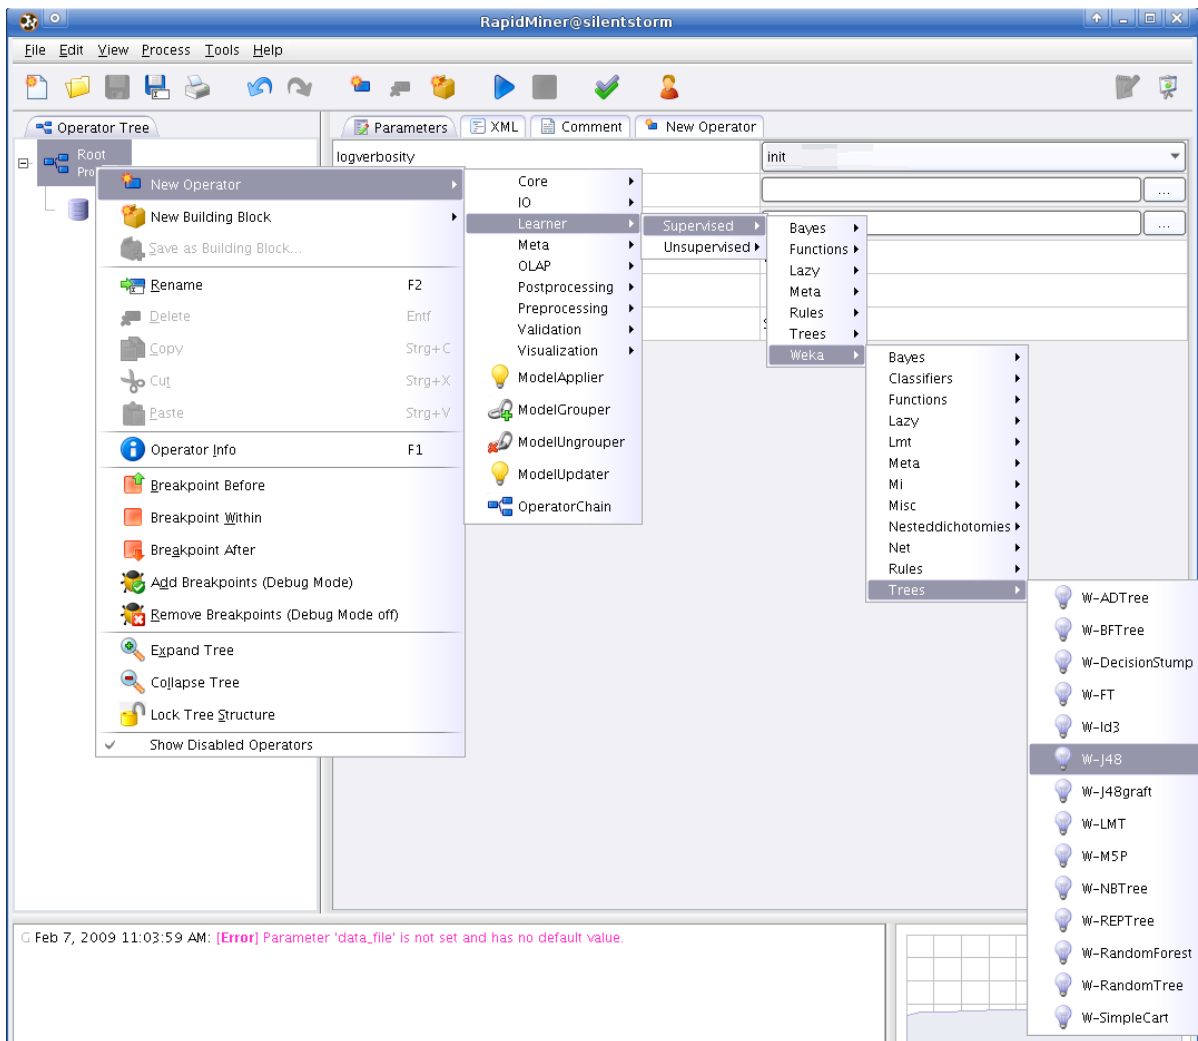 RapidMiner@silentstorm
File Edit View Process Tools Help
Operator Tree
Parameters XML Comment New Operator
Root
Pro
logverbosity init
...
...
New Operator
New Building Block
Save as Building Block...
Rename F2
Delete Entf
Copy Strg+C
Cut Strg+X
Paste Strg+V
Operator Info F1
Breakpoint Before
Breakpoint Within
Breakpoint After
Add Breakpoints (Debug Mode)
Remove Breakpoints (Debug Mode off)
Expand Tree
Collapse Tree
Lock Tree Structure
Show Disabled Operators
Core
IO
Learner
Meta
OLAP
Postprocessing
Preprocessing
Validation
Visualization
ModelApplier
ModelGrouper
ModelUngrouper
ModelUpdater
OperatorChain
Supervised
Unsupervised
Bayes
Functions
Lazy
Meta
Rules
Trees
Weka
Bayes
Classifiers
Functions
Lazy
Lmt
Meta
Mi
Misc
Nesteddichotomies
Net
Rules
Trees
W-ADTree
W-BFTree
W-DecisionStump
W-FT
W-Id3
W-J48
W-J48graft
W-LMT
W-M5P
W-NBTree
W-REPTree
W-RandomForest
W-RandomTree
W-SimpleCart
G Feb 7, 2009 11:03:59 AM: [Error] Parameter 'data_file' is not set and has no default value.